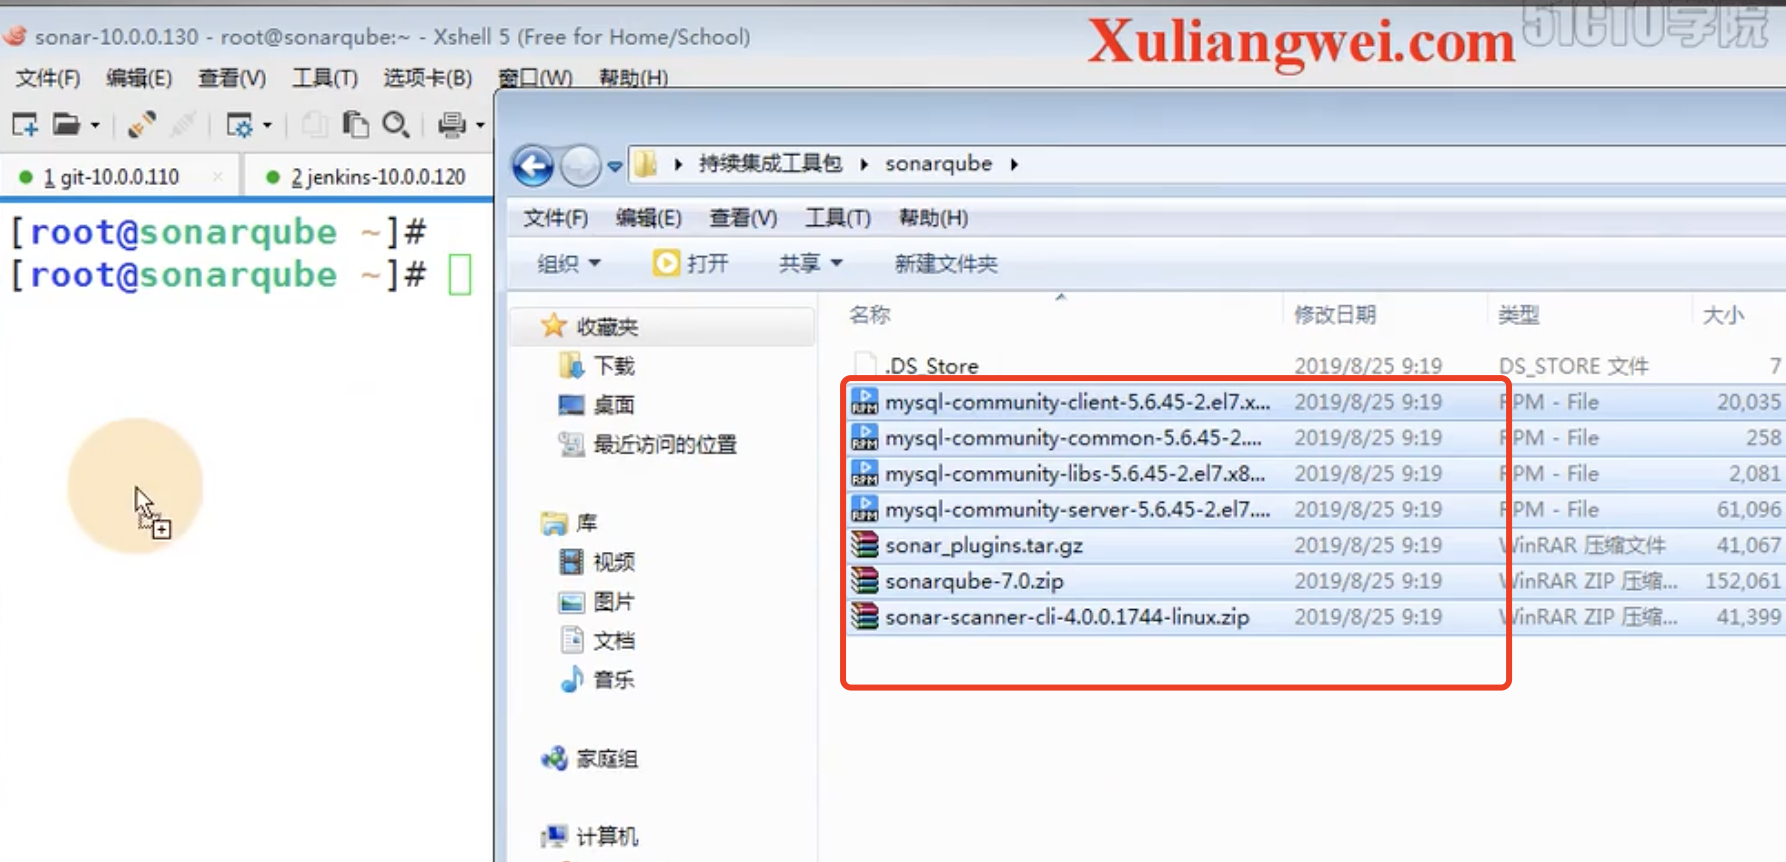 Xuliangwei.com
51CTO学院
sonar-10.0.0.130 - root@sonarqube:~ - Xshell 5 (Free for Home/School)
文件(F) 编辑(E) 查看(V) 工具(T) 选项卡(B) 窗口(W) 帮助(H)
1 git-10.0.0.110 2 jenkins-10.0.0.120
[root@sonarqube ~]#
[root@sonarqube ~]#
持续集成工具包 sonarqube
文件(F) 编辑(E) 查看(V) 工具(T) 帮助(H)
组织 打开 共享 新建文件夹
收藏夹
下载
桌面
最近访问的位置
库
视频
图片
文档
音乐
家庭组
计算机
名称 修改日期 类型 大小
.DS_Store 2019/8/25 9:19 DS_STORE 文件 7
mysql-community-client-5.6.45-2.el7.x... 2019/8/25 9:19 RPM - File 20,035
mysql-community-common-5.6.45-2.... 2019/8/25 9:19 RPM - File 258
mysql-community-libs-5.6.45-2.el7.x8... 2019/8/25 9:19 RPM - File 2,081
mysql-community-server-5.6.45-2.el7.... 2019/8/25 9:19 RPM - File 61,096
sonar_plugins.tar.gz 2019/8/25 9:19 WinRAR 压缩文件 41,067
sonarqube-7.0.zip 2019/8/25 9:19 WinRAR ZIP 压缩... 152,061
sonar-scanner-cli-4.0.0.1744-linux.zip 2019/8/25 9:19 WinRAR ZIP 压缩... 41,399